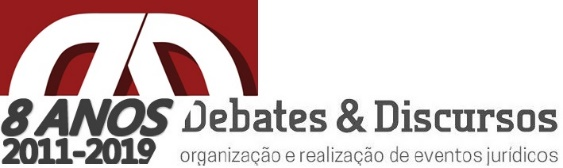 8 ANOS
2011-2019
Debates & Discursos
organização e realização de eventos jurídicos